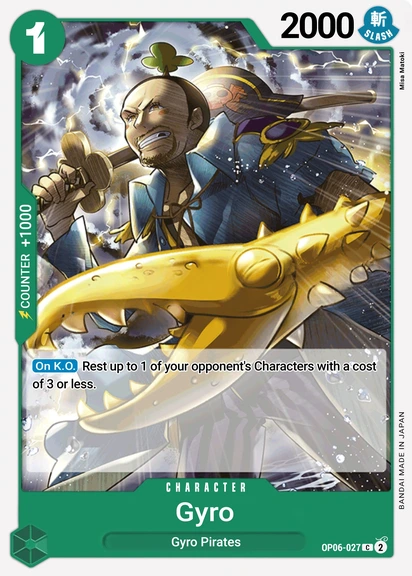 1
2000
斬
SLASH
Misa Matoki
COUNTER +1000
On K.O. Rest up to 1 of your opponent's Characters with a cost
of 3 or less.
CHARACTER
Gyro
Gyro Pirates
OP06-027 C 2
BANDAI MADE IN JAPAN